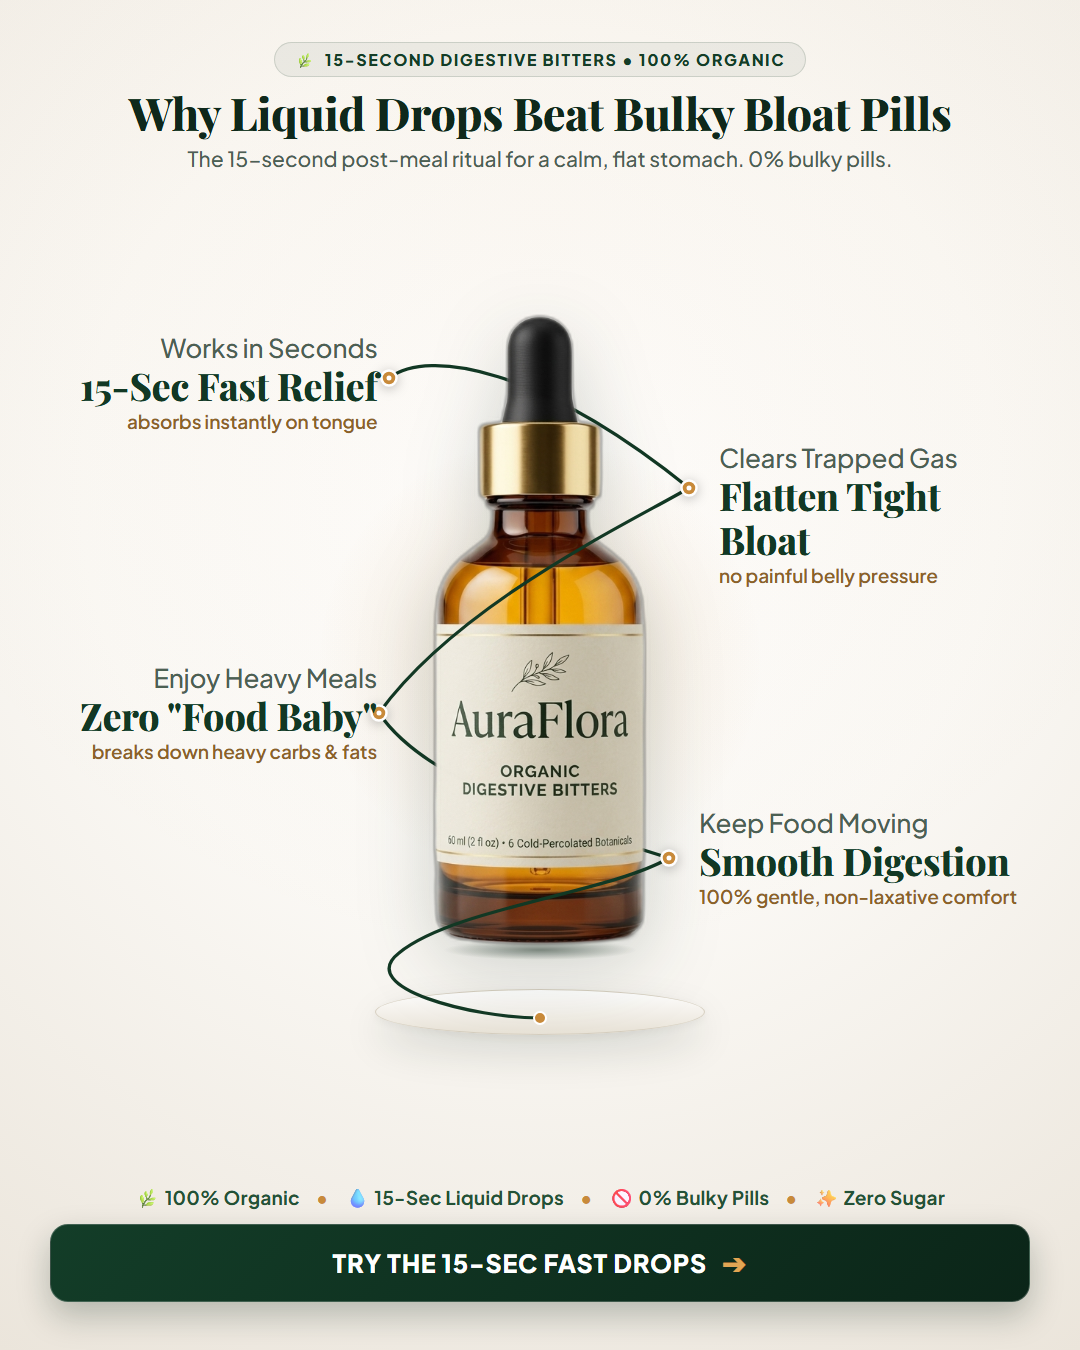 🌿 15-SECOND DIGESTIVE BITTERS • 100% ORGANIC
Why Liquid Drops Beat Bulky Bloat Pills
The 15-second post-meal ritual for a calm, flat stomach. 0% bulky pills.
Works in Seconds
15-Sec Fast Relief
absorbs instantly on tongue
Clears Trapped Gas
Flatten Tight
Bloat
no painful belly pressure
Enjoy Heavy Meals
Zero "Food Baby"
breaks down heavy carbs & fats
AuraFlora
ORGANIC
DIGESTIVE BITTERS
60 ml (2 fl oz) • 6 Cold-Percolated Botanicals
Keep Food Moving
Smooth Digestion
100% gentle, non-laxative comfort
🌿 100% Organic • 💧 15-Sec Liquid Drops • 🚫 0% Bulky Pills • ✨ Zero Sugar
TRY THE 15-SEC FAST DROPS ➔